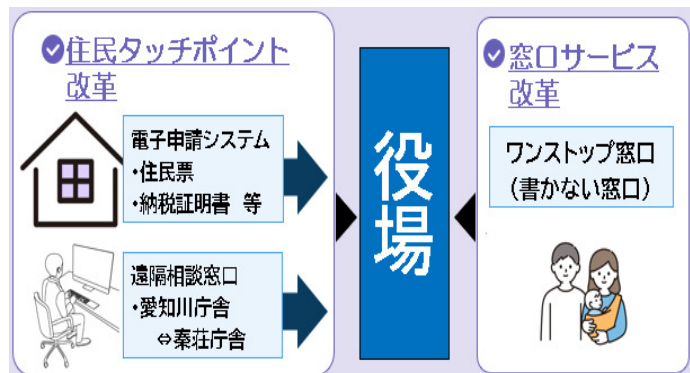 住民タッチポイント
改革
電子申請システム
・住民票
・納税証明書 等
遠隔相談窓口
・愛知川庁舎
⇔秦荘庁舎
役場
窓口サービス
改革
ワンストップ窓口
（書かない窓口）